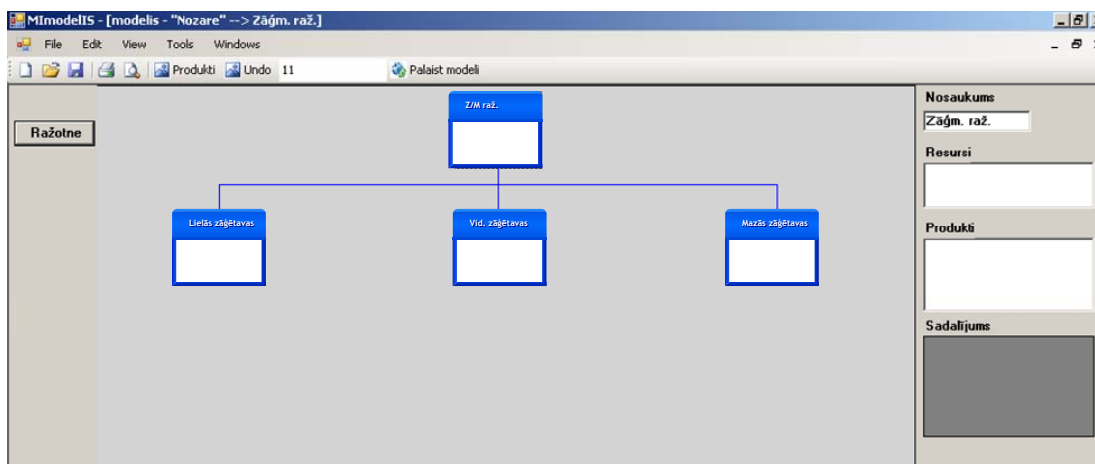 MImodelIS - [modelis - "Nozare" --> Zāģm. raž.]
File Edit View Tools Windows
Produkti Undo 11 Palaist modeli
Ražotne
Z/M raž.
Lielās zāģētavas Vid. zāģētavas Mazās zāģētavas
Nosaukums
Zāģm. raž.
Resursi
Produkti
Sadalījums